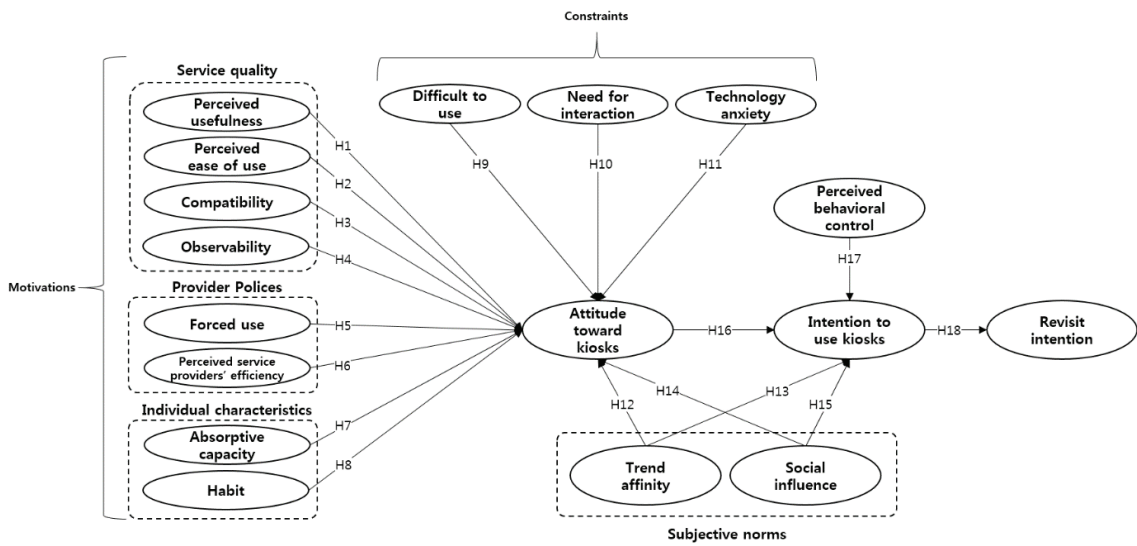 Constraints
Service quality
Perceived
usefulness
Perceived
ease of use
Compatibility
Observability
Motivations
Provider Polices
Forced use
Perceived service
providers' efficiency
Individual characteristics
Absorptive
capacity
Habit
H1
H2
H3
H4
H5
H6
H7
H8
Difficult to
use
Need for
interaction
Technology
anxiety
H9
H10
H11
Perceived
behavioral
control
H17
Attitude
toward
kiosks
H16
Intention to
use kiosks
H18
Revisit
intention
H12
H14
H13
H15
Trend
affinity
Social
influence
Subjective norms